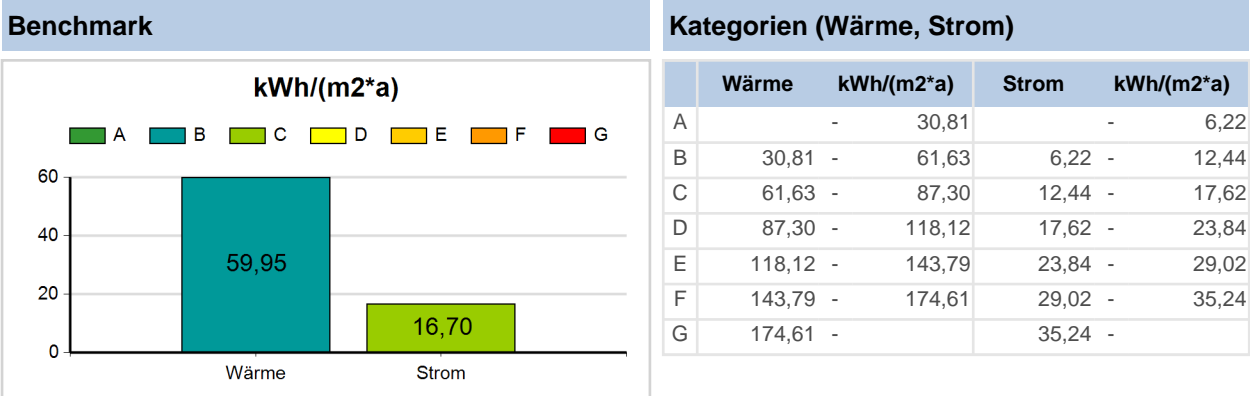 Benchmark
kWh/(m2*a)
A B C D E F G
60
40
20
0
59,95
16,70
Wärme Strom
Kategorien (Wärme, Strom)
Wärme kWh/(m2*a) Strom kWh/(m2*a)
A - 30,81 - 6,22
B 30,81 - 61,63 6,22 - 12,44
C 61,63 - 87,30 12,44 - 17,62
D 87,30 - 118,12 17,62 - 23,84
E 118,12 - 143,79 23,84 - 29,02
F 143,79 - 174,61 29,02 - 35,24
G 174,61 - 35,24 -